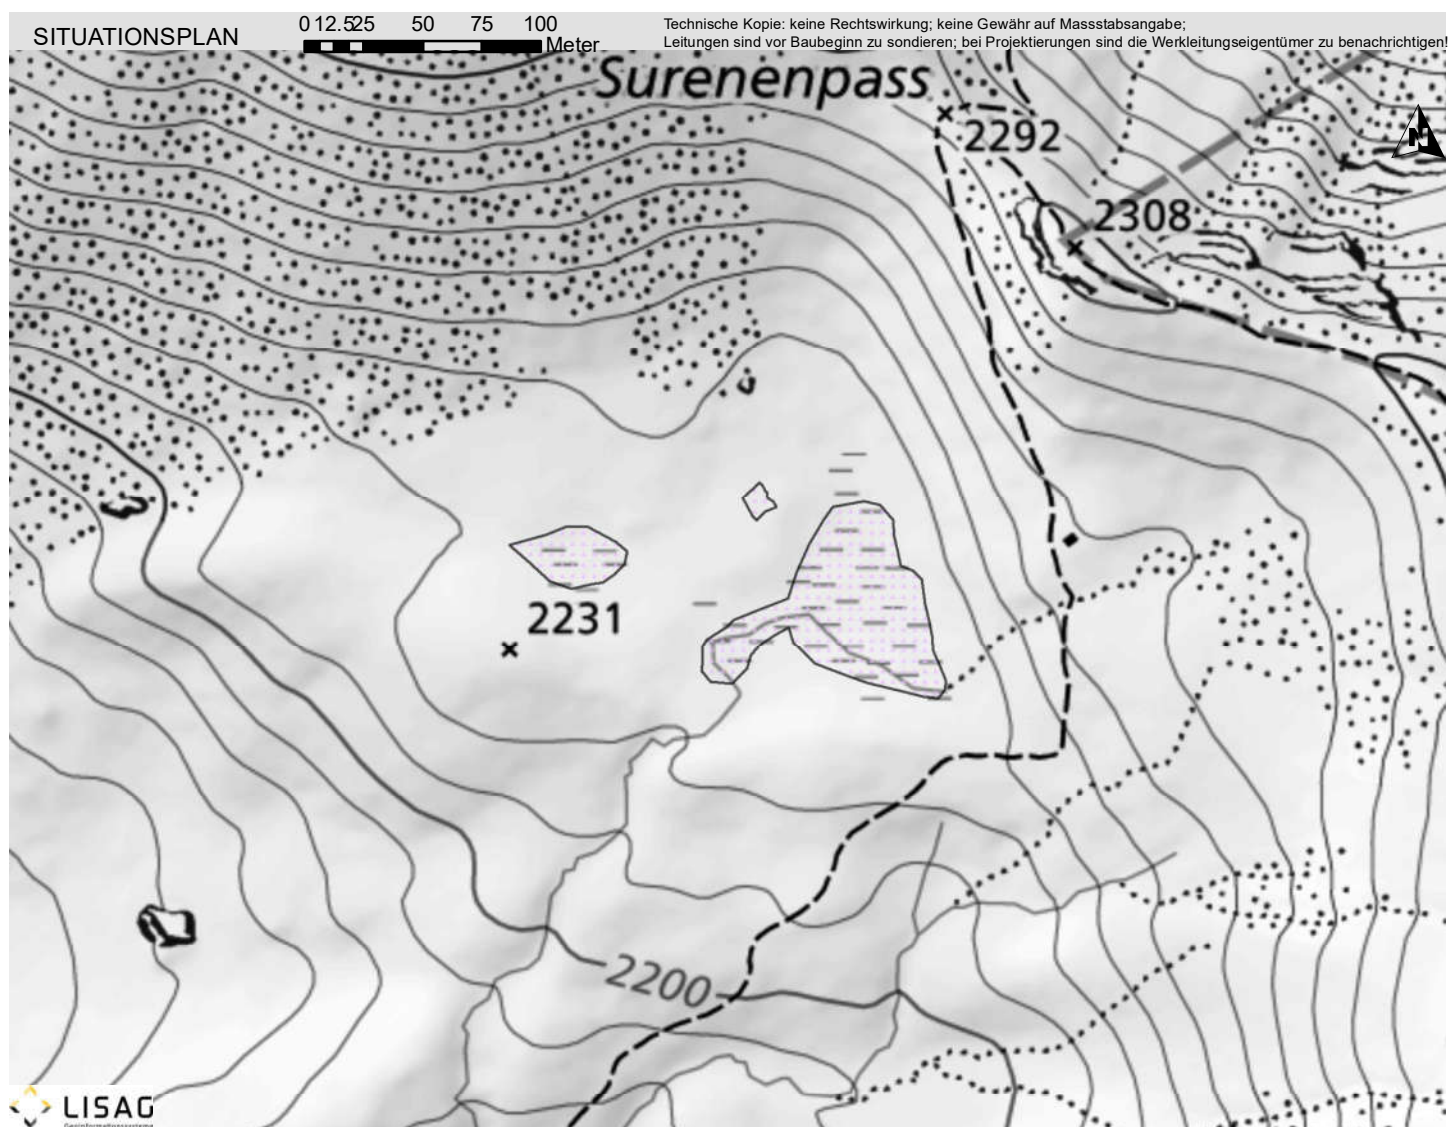 SITUATIONSPLAN
0 12.5 25 50 75 100
Meter
Technische Kopie: keine Rechtswirkung; keine Gewähr auf Massstabsangabe;
Leitungen sind vor Baubeginn zu sondieren; bei Projektierungen sind die Werkleitungseigentümer zu benachrichtigen!
Surenenpass
2292
N
2308
2231
2200
LISAG
Geoinformationssysteme